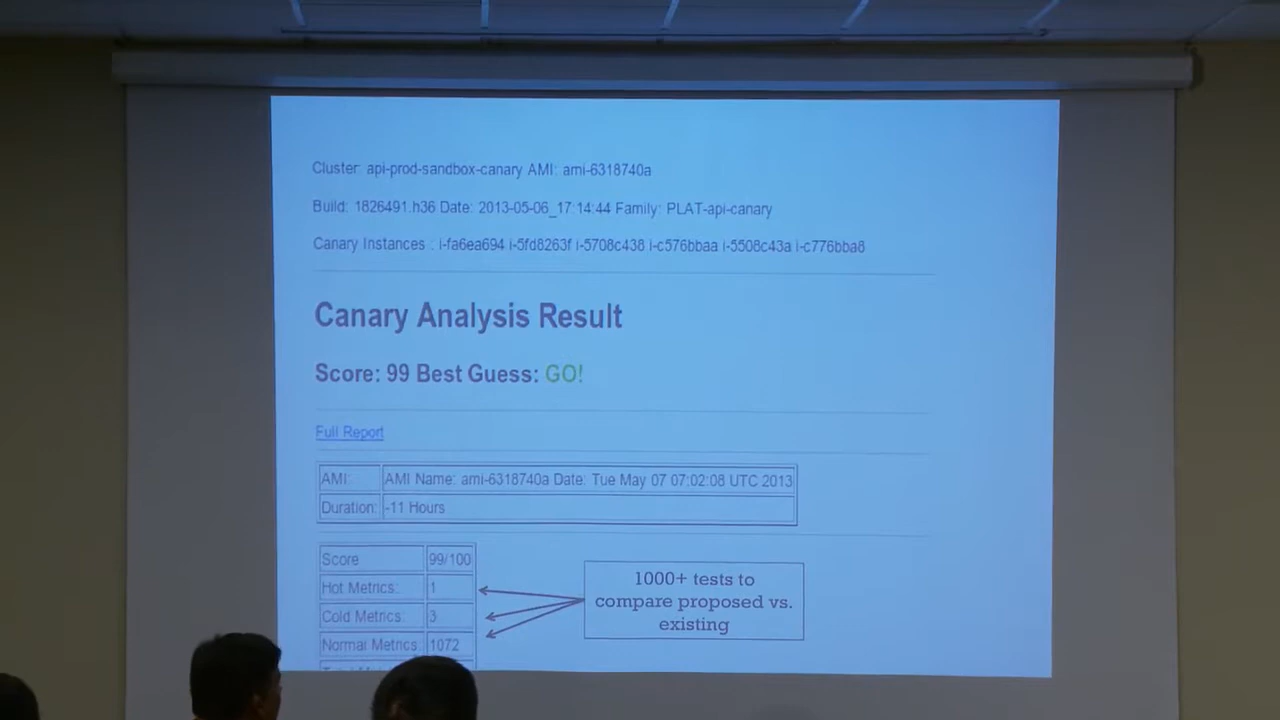 Cluster: api-prod-sandbox-canary AMI: ami-6318740a
Build: 1826491.h36 Date: 2013-05-06_17:14:44 Family: PLAT-api-canary
Canary Instances : i-fa6ea694 i-5fd8263f i-5708c438 i-c576bbaa i-5508c43a i-c776bba8
Canary Analysis Result
Score: 99 Best Guess: GO!
Full Report
AMI: AMI Name: ami-6318740a Date: Tue May 07 07:02:08 UTC 2013
Duration: -11 Hours
Score 99/100
Hot Metrics: 1
Cold Metrics: 3
Normal Metrics: 1072
1000+ tests to
compare proposed vs.
existing